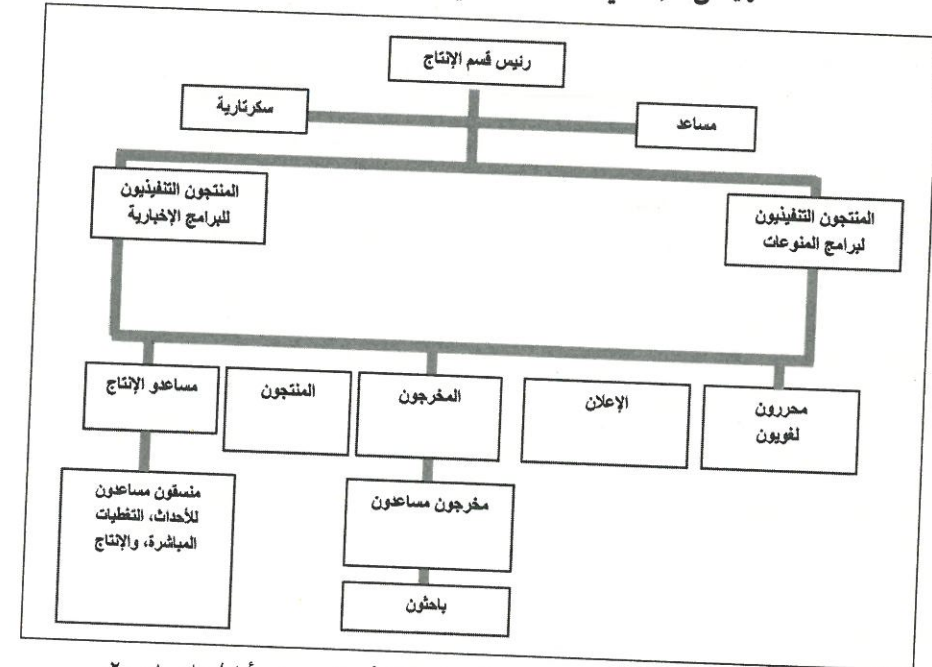 رئيس قسم الإنتاج
مساعد
سكرتارية
المنتجون التنفيذيون
لبرامج المنوعات
المنتجون التنفيذيون
للبرامج الإخبارية
محررون
لغويون
الإعلان
المخرجون
المنتجون
مساعدو الإنتاج
مخرجون مساعدون
منسقون مساعدون
للأحداث، التغطيات
المباشرة، والإنتاج
باحثون